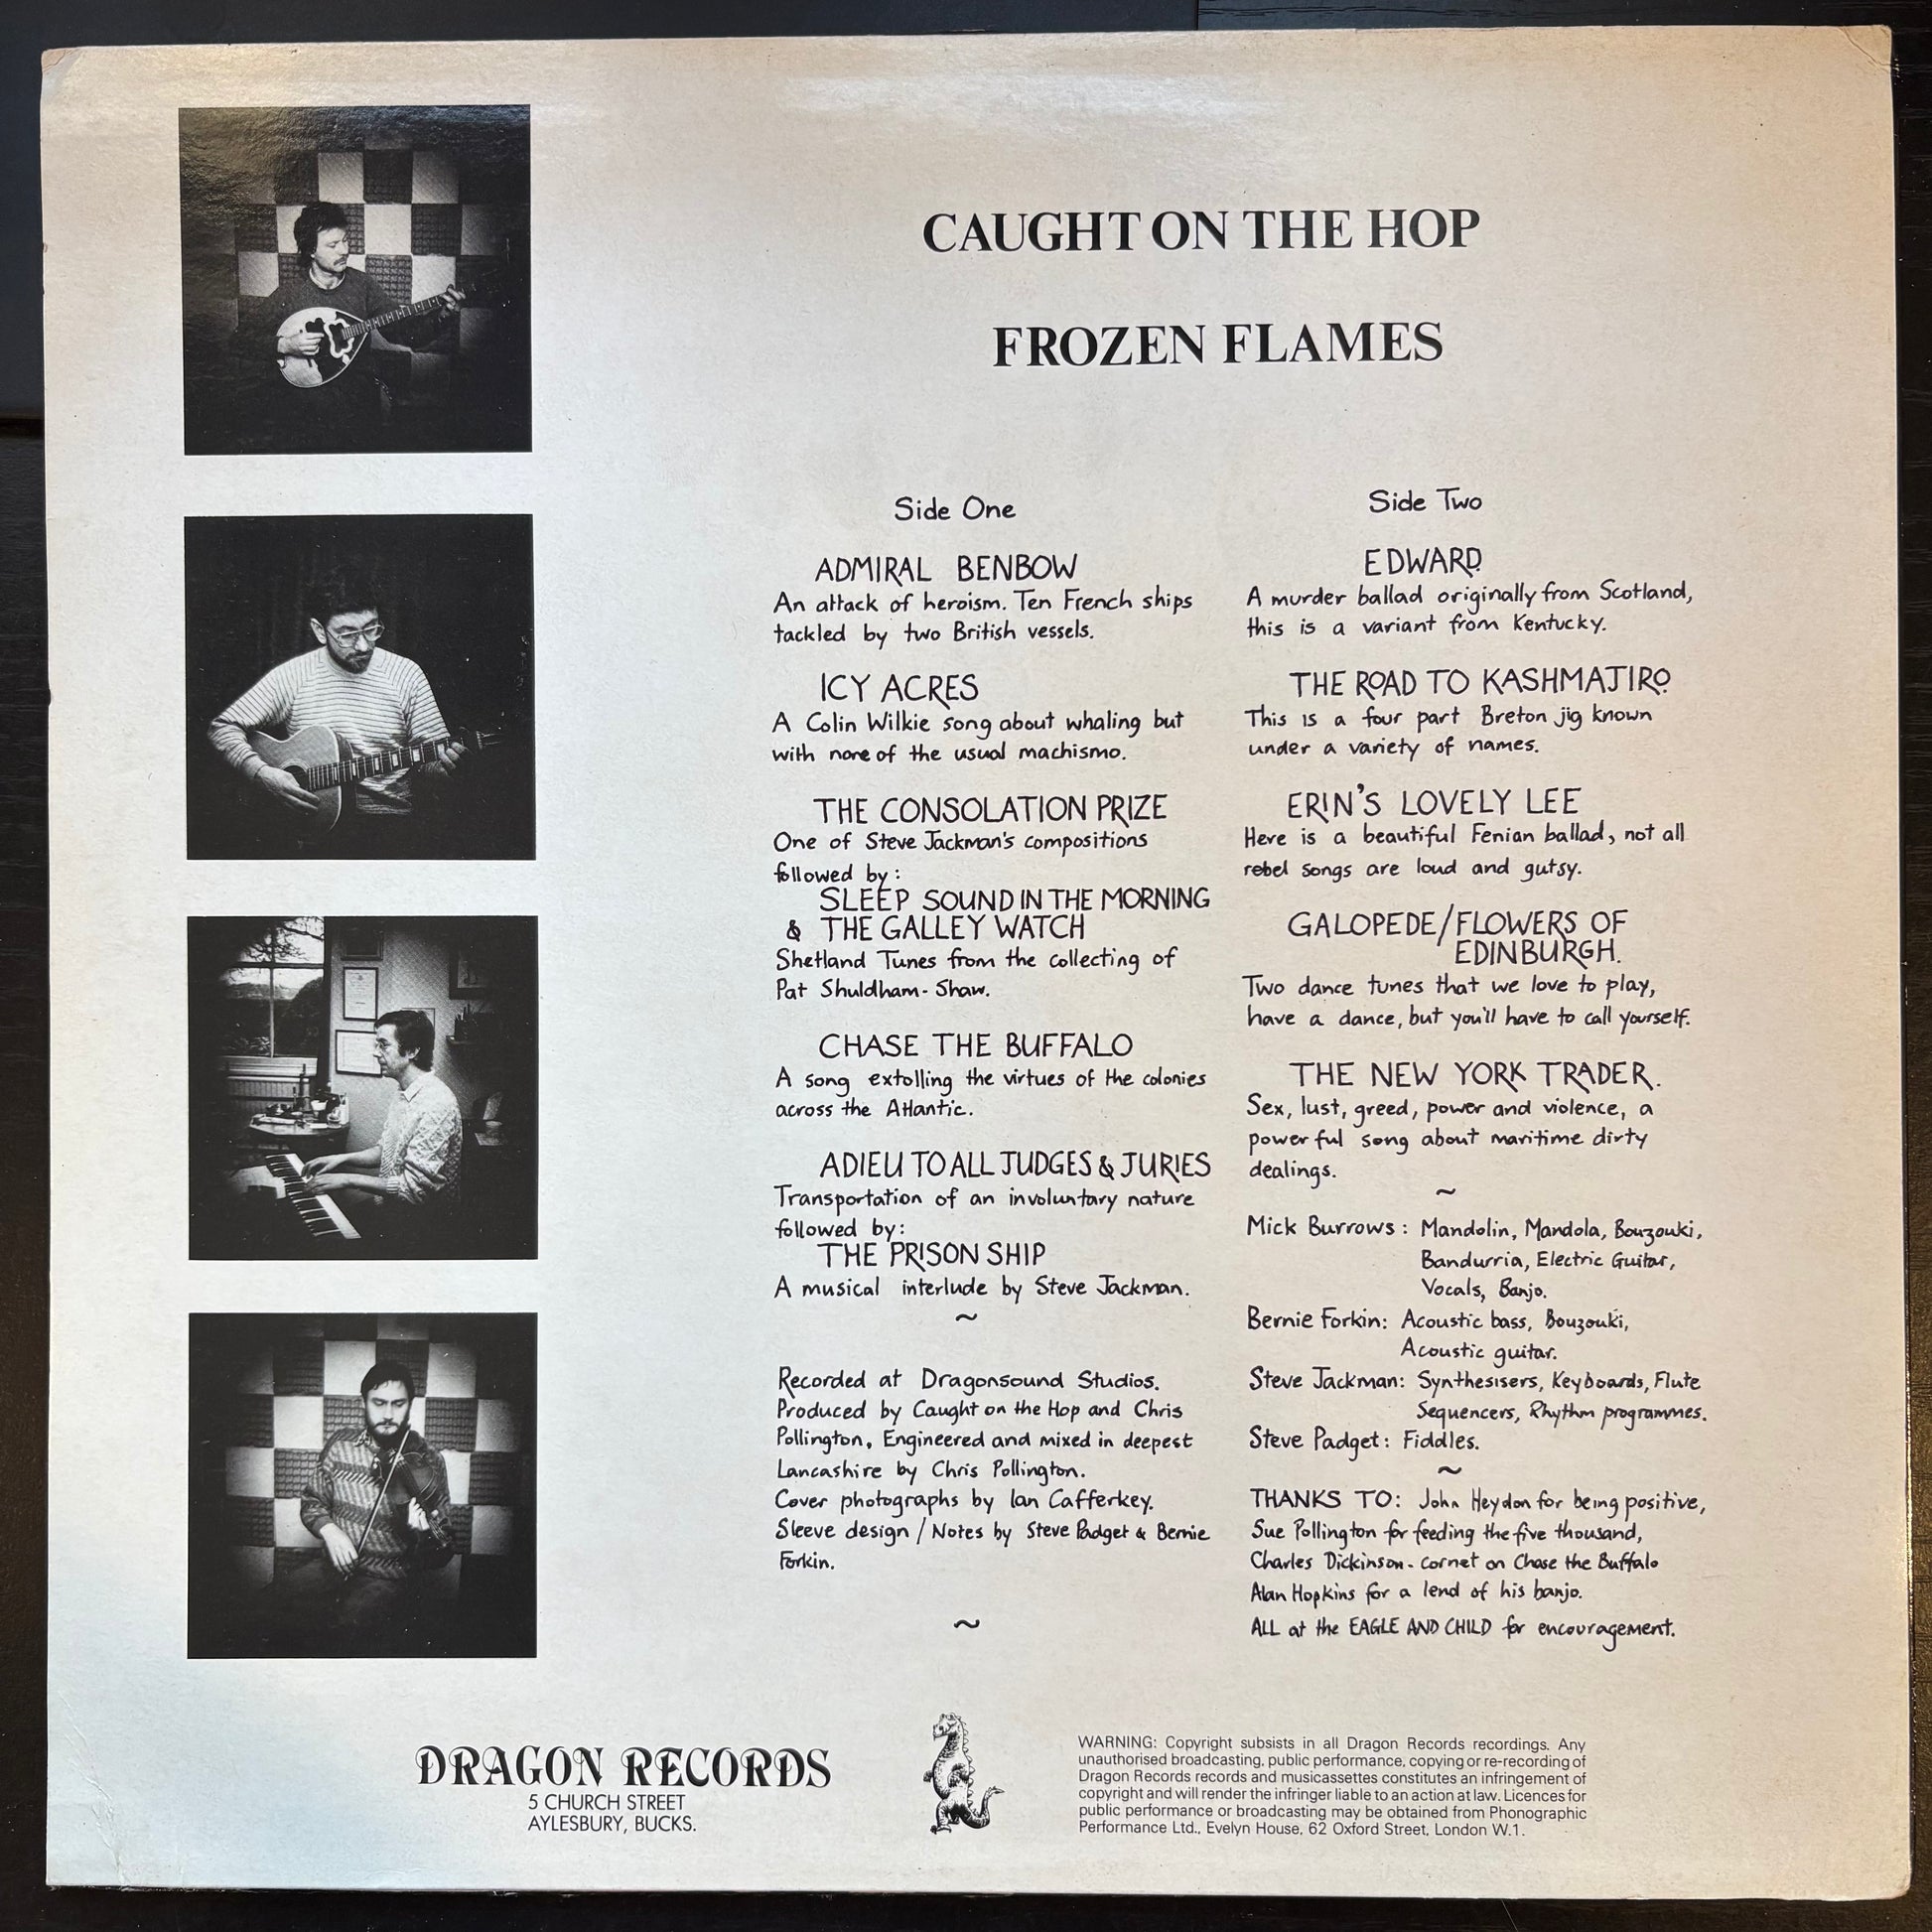 CAUGHT ON THE HOP
FROZEN FLAMES
Side One
ADMIRAL BENBOW
An attack of heroism. Ten French ships
tackled by two British vessels.
ICY ACRES
A Colin Wilkie song about whaling but
with none of the usual machismo.
THE CONSOLATION PRIZE
One of Steve Jackman's compositions
followed by:
SLEEP SOUND IN THE MORNING
& THE GALLEY WATCH
Shetland Tunes from the collecting of
Pat Shuldham-Shaw.
CHASE THE BUFFALO
A song extolling the virtues of the colonies
across the Atlantic.
ADIEU TO ALL JUDGES & JURIES
Transportation of an involuntary nature
followed by:
THE PRISON SHIP
A musical interlude by Steve Jackman.
~
Recorded at Dragonsound Studios.
Produced by Caught on the Hop and Chris
Pollington. Engineered and mixed in deepest
Lancashire by Chris Pollington.
Cover photographs by Ian Cafferkey.
Sleeve design / Notes by Steve Padget & Bernie
Forkin.
~
Side Two
EDWARD
A murder ballad originally from Scotland,
this is a variant from Kentucky.
THE ROAD TO KASHMAJIRO
This is a four part Breton jig known
under a variety of names.
ERIN'S LOVELY LEE
Here is a beautiful Fenian ballad, not all
rebel songs are loud and gutsy.
GALOPEDE/FLOWERS OF
EDINBURGH.
Two dance tunes that we love to play,
have a dance, but you'll have to call yourself.
THE NEW YORK TRADER.
Sex, lust, greed, power and violence, a
powerful song about maritime dirty
dealings.
~
Mick Burrows: Mandolin, Mandola, Bouzouki,
Bandurria, Electric Guitar,
Vocals, Banjo.
Bernie Forkin: Acoustic bass, Bouzouki,
Acoustic guitar.
Steve Jackman: Synthesisers, Keyboards, Flute
Sequencers, Rhythm programmes.
Steve Padget: Fiddles.
~
THANKS TO: John Heydon for being positive,
Sue Pollington for feeding the five thousand,
Charles Dickinson - cornet on Chase the Buffalo
Alan Hopkins for a lend of his banjo.
ALL at the EAGLE AND CHILD for encouragement.
DRAGON RECORDS
5 CHURCH STREET
AYLESBURY, BUCKS.
WARNING: Copyright subsists in all Dragon Records recordings. Any
unauthorised broadcasting, public performance, copying or re-recording of
Dragon Records records and musicassettes constitutes an infringement of
copyright and will render the infringer liable to an action at law. Licences for
public performance or broadcasting may be obtained from Phonographic
Performance Ltd., Evelyn House, 62 Oxford Street, London W.1.